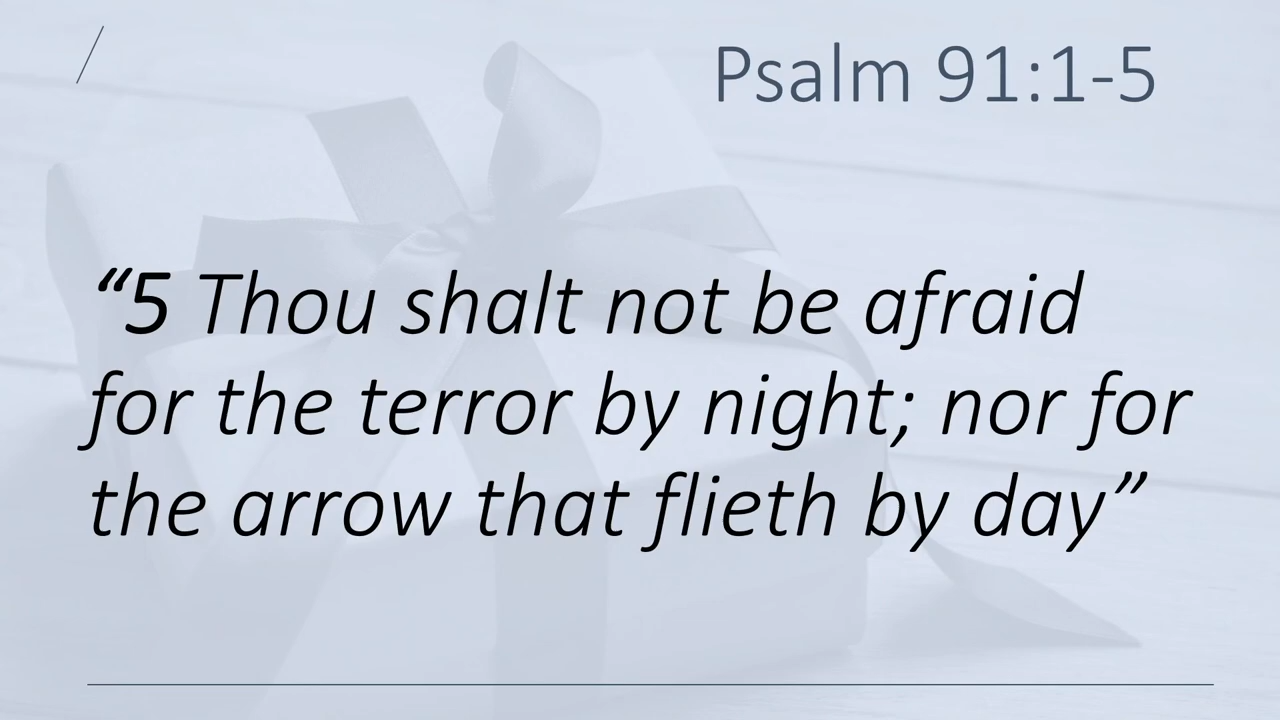 Psalm 91:1-5
“5 Thou shalt not be afraid
for the terror by night; nor for
the arrow that flieth by day”